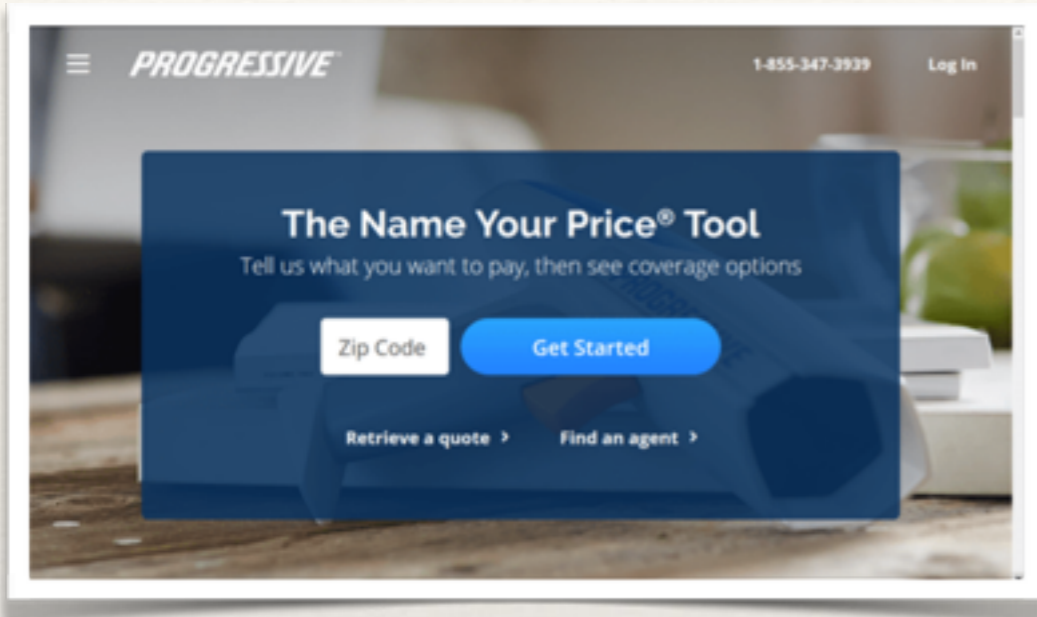 PROGRESSIVE
1-855-347-3939
Log In
The Name Your Price® Tool
Tell us what you want to pay, then see coverage options
Zip Code
Get Started
Retrieve a quote ›
Find an agent ›
PROGRESSIVE